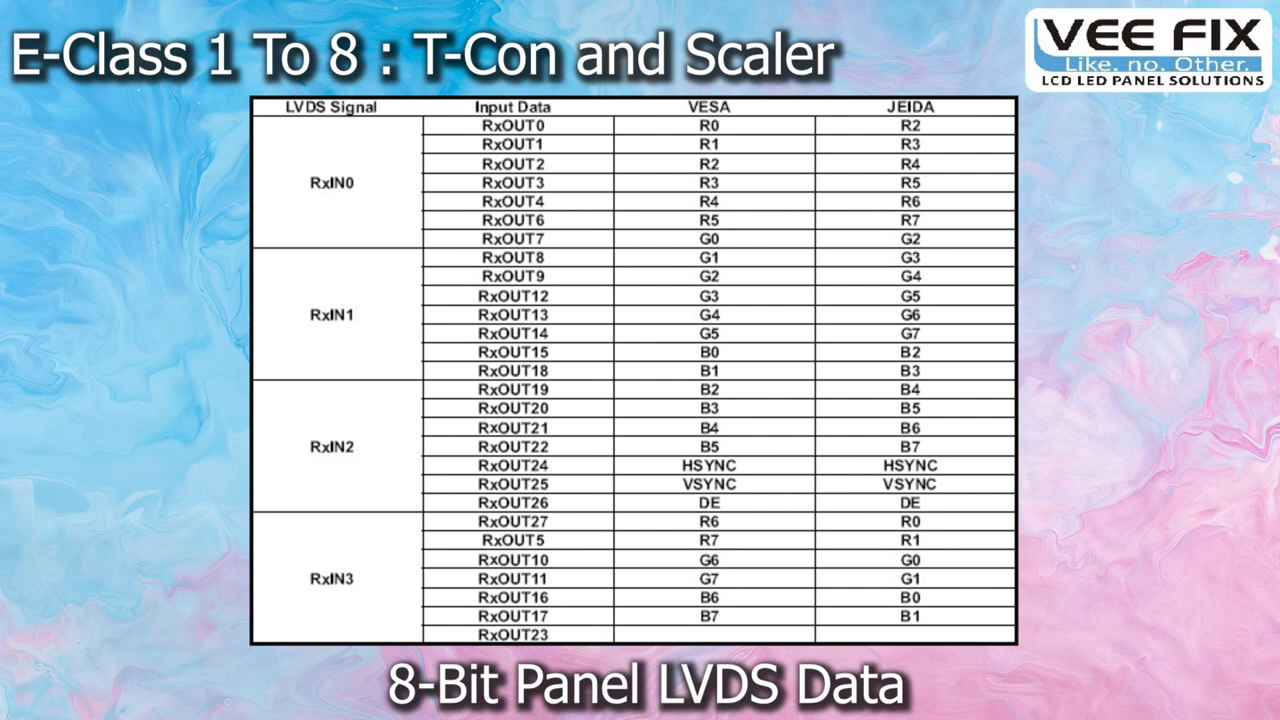 E-Class 1 To 8 : T-Con and Scaler
VEE FIX
Like. no. Other.
LCD LED PANEL SOLUTIONS
LVDS Signal Input Data VESA JEIDA
RxIN0
RxOUT0 R0 R2
RxOUT1 R1 R3
RxOUT2 R2 R4
RxOUT3 R3 R5
RxOUT4 R4 R6
RxOUT6 R5 R7
RxOUT7 G0 G2
RxIN1
RxOUT8 G1 G3
RxOUT9 G2 G4
RxOUT12 G3 G5
RxOUT13 G4 G6
RxOUT14 G5 G7
RxOUT15 B0 B2
RxOUT18 B1 B3
RxIN2
RxOUT19 B2 B4
RxOUT20 B3 B5
RxOUT21 B4 B6
RxOUT22 B5 B7
RxOUT24 HSYNC HSYNC
RxOUT25 VSYNC VSYNC
RxOUT26 DE DE
RxIN3
RxOUT27 R6 R0
RxOUT5 R7 R1
RxOUT10 G6 G0
RxOUT11 G7 G1
RxOUT16 B6 B0
RxOUT17 B7 B1
RxOUT23
8-Bit Panel LVDS Data